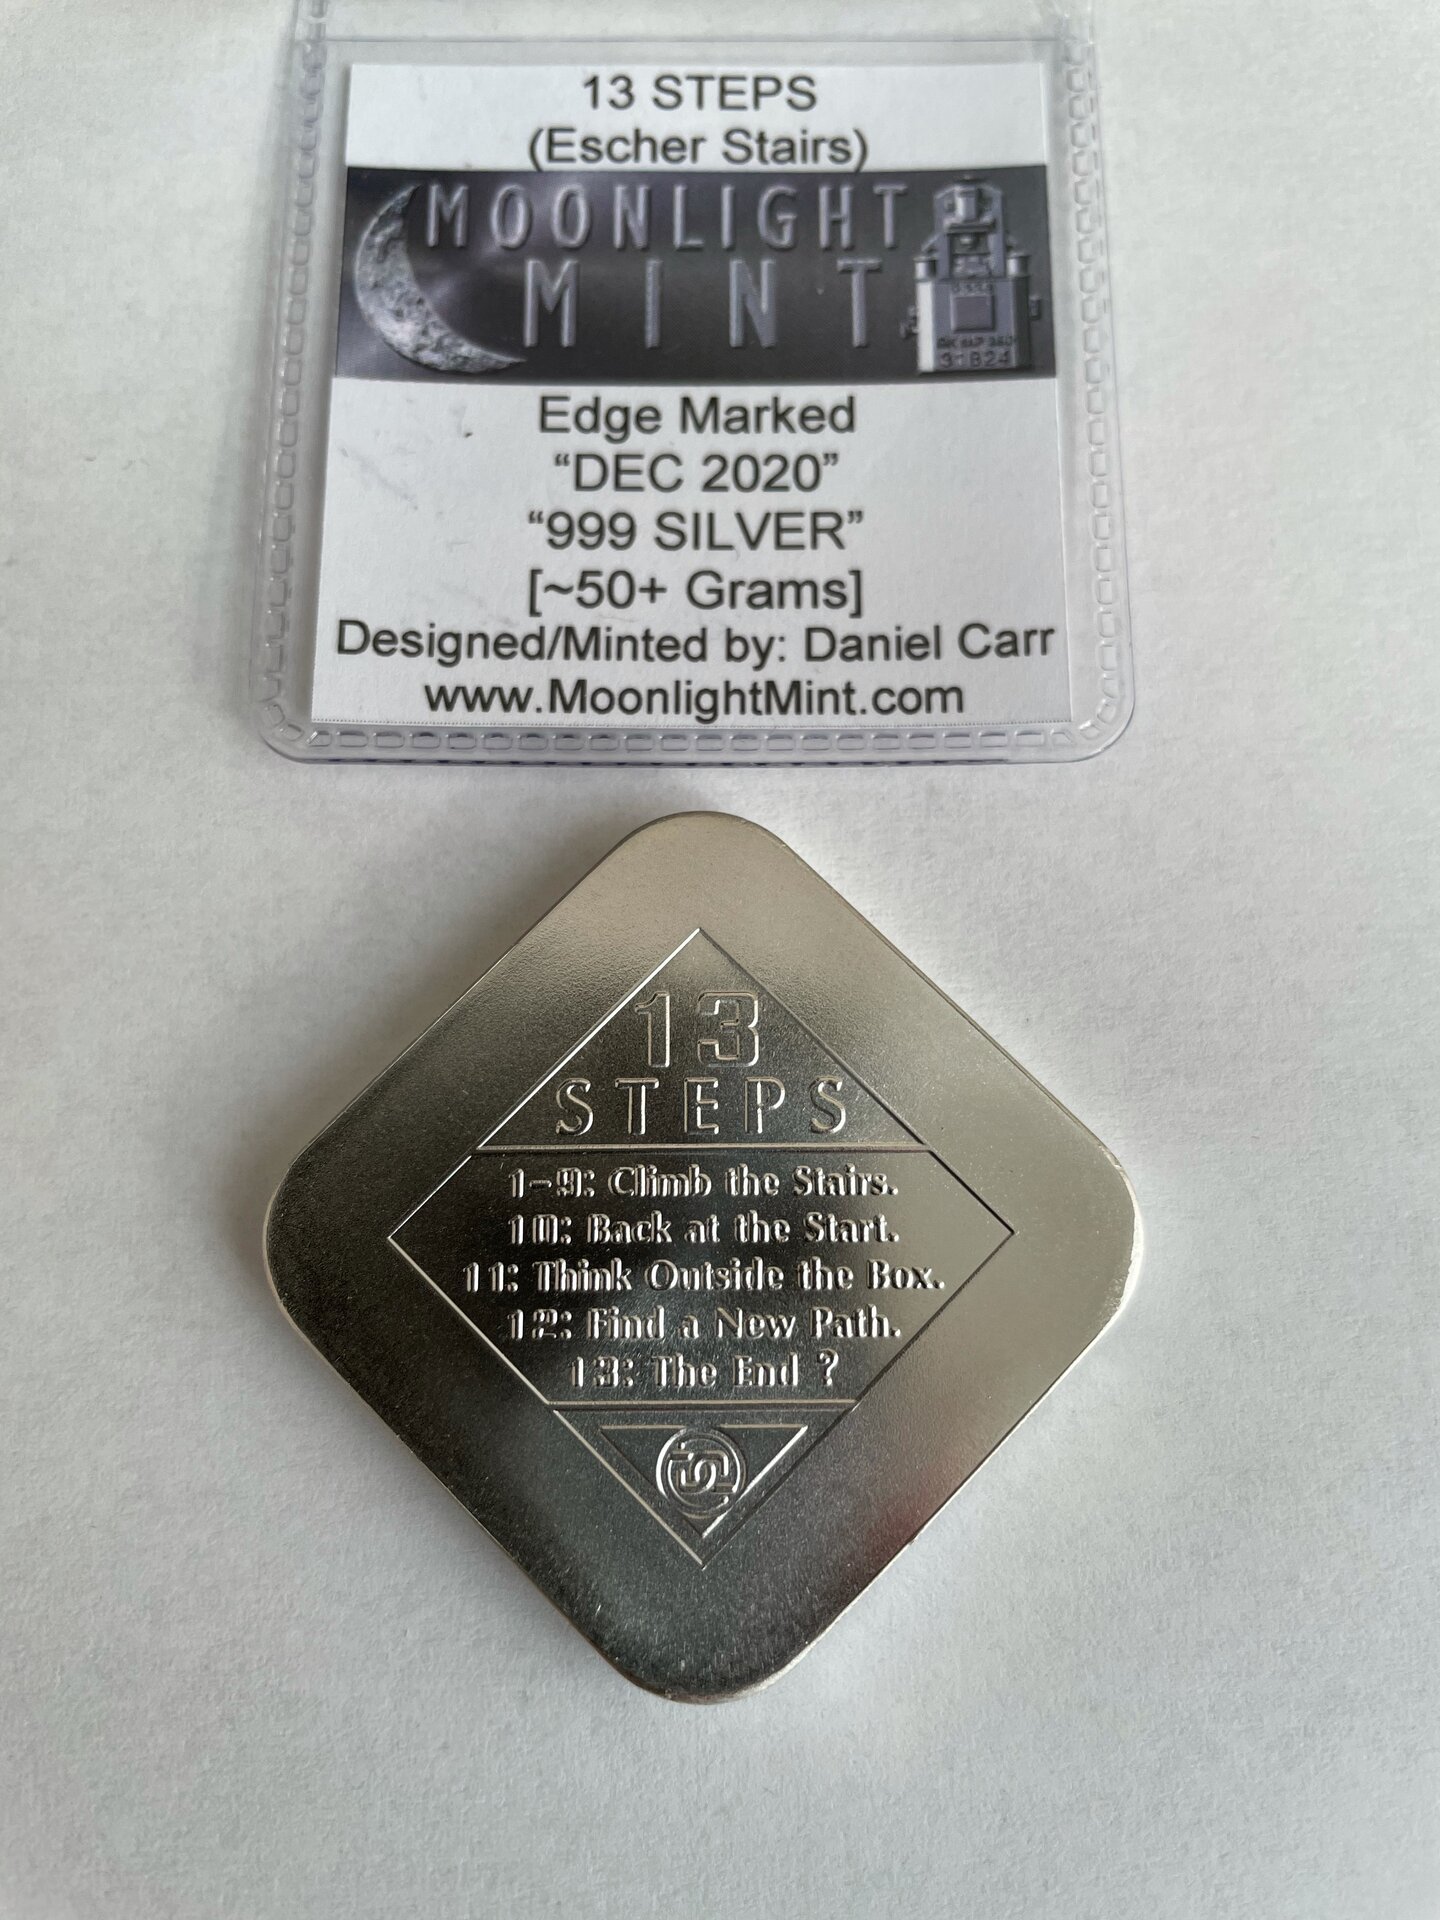 13 STEPS
(Escher Stairs)
MOONLIGHT
MINT
31824
Edge Marked
“DEC 2020”
“999 SILVER”
[~50+ Grams]
Designed/Minted by: Daniel Carr
www.MoonlightMint.com
13
STEPS
1-9: Climb the Stairs.
10: Back at the Start.
11: Think Outside the Box.
12: Find a New Path.
13: The End ?